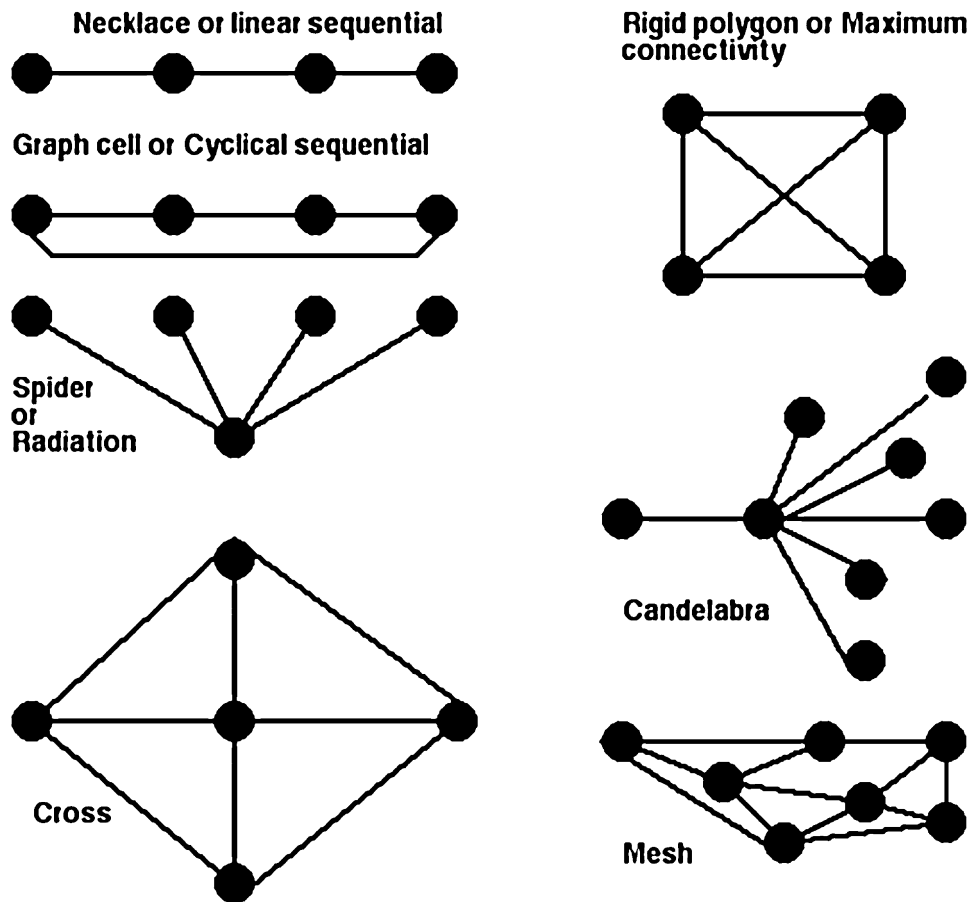 Necklace or linear sequential
Graph cell or Cyclical sequential
Spider
or
Radiation
Cross
Rigid polygon or Maximum
connectivity
Candelabra
Mesh